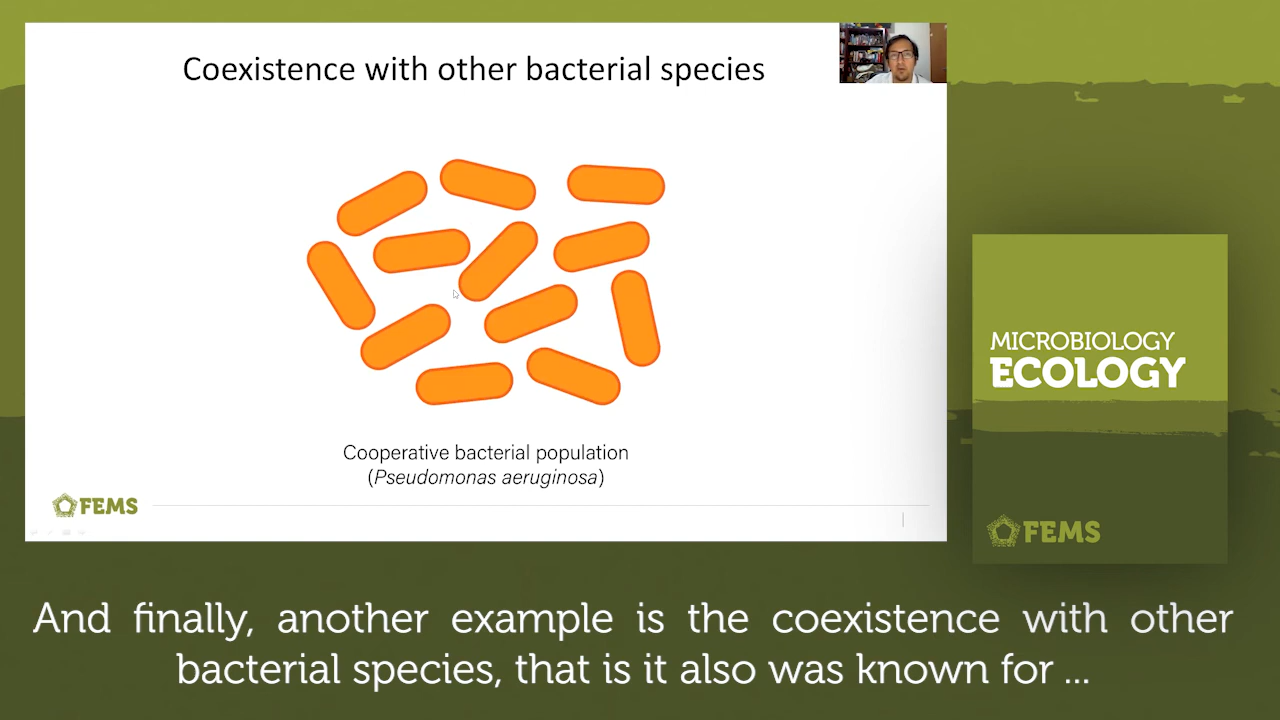 Coexistence with other bacterial species
Cooperative bacterial population
(Pseudomonas aeruginosa)
FEMS
MICROBIOLOGY
ECOLOGY
FEMS
And finally, another example is the coexistence with other
bacterial species, that is it also was known for ...